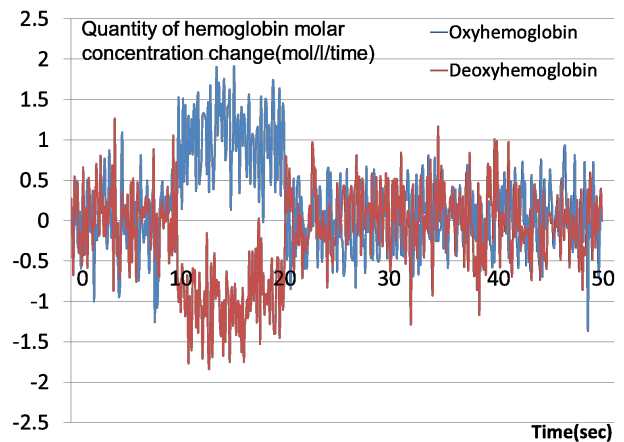 2.5
Quantity of hemoglobin molar
concentration change(mol/l/time)
Oxyhemoglobin
Deoxyhemoglobin
2
1.5
1
0.5
0
-0.5
-1
-1.5
-2
-2.5
0 10 20 30 40 50
Time(sec)